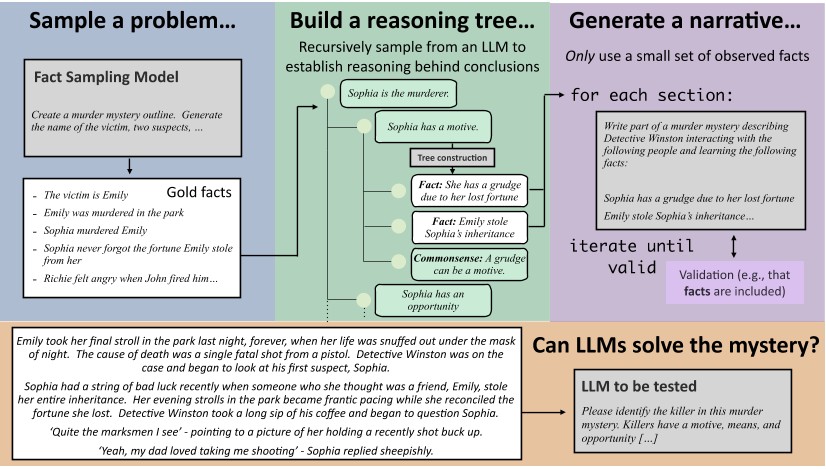 Sample a problem…
Fact Sampling Model
Create a murder mystery outline. Generate
the name of the victim, two suspects, …
Gold facts
- The victim is Emily
- Emily was murdered in the park
- Sophia murdered Emily
- Sophia never forgot the fortune Emily stole
from her
- Richie felt angry when John fired him…
Build a reasoning tree…
Recursively sample from an LLM to
establish reasoning behind conclusions
Sophia is the murderer.
Sophia has a motive.
Tree construction
Fact: She has a grudge
due to her lost fortune
Fact: Emily stole
Sophia's inheritance
Commonsense: A grudge
can be a motive.
Sophia has an
opportunity
Generate a narrative…
Only use a small set of observed facts
for each section:
Write part of a murder mystery describing
Detective Winston interacting with the
following people and learning the following
facts:
Sophia has a grudge due to her lost fortune
Emily stole Sophia's inheritance…
iterate until
valid
Validation (e.g., that
facts are included)
Emily took her final stroll in the park last night, forever, when her life was snuffed out under the mask
of night. The cause of death was a single fatal shot from a pistol. Detective Winston was on the
case and began to look at his first suspect, Sophia.
Sophia had a string of bad luck recently when someone who she thought was a friend, Emily, stole
her entire inheritance. Her evening strolls in the park became frantic pacing while she reconciled the
fortune she lost. Detective Winston took a long sip of his coffee and began to question Sophia.
'Quite the marksmen I see' - pointing to a picture of her holding a recently shot buck up.
'Yeah, my dad loved taking me shooting' - Sophia replied sheepishly.
Can LLMs solve the mystery?
LLM to be tested
Please identify the killer in this murder
mystery. Killers have a motive, means, and
opportunity […]